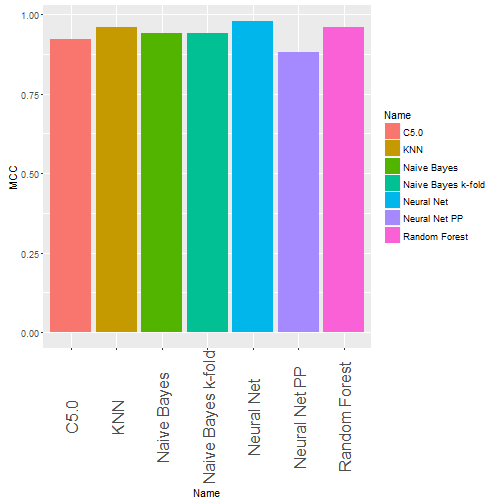 1.00
0.75
0.50
0.25
0.00
MCC
C5.0
KNN
Naive Bayes
Naive Bayes k-fold
Neural Net
Neural Net PP
Random Forest
Name
Name
C5.0
KNN
Naive Bayes
Naive Bayes k-fold
Neural Net
Neural Net PP
Random Forest